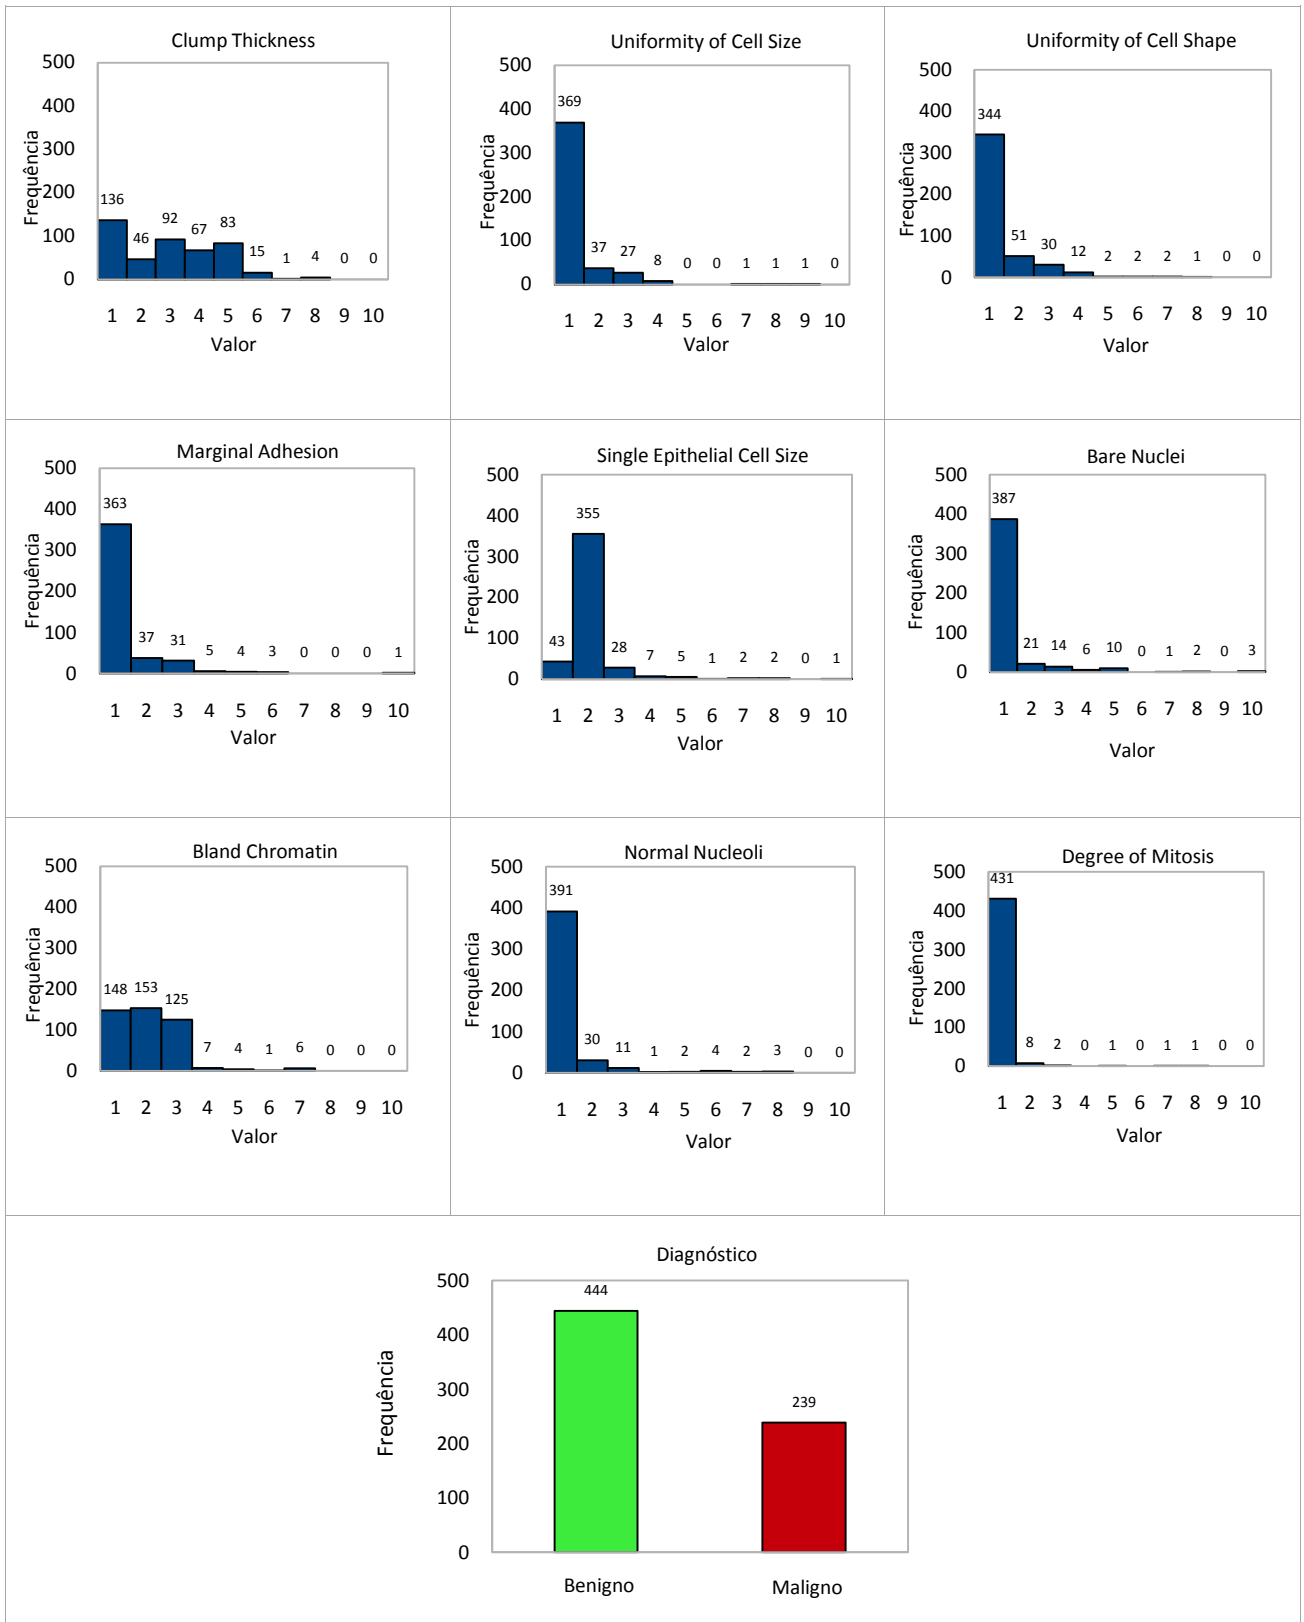 Clump Thickness
500
400
300
200
100
0
Frequência
136 46 92 67 83 15 1 4 0 0
1 2 3 4 5 6 7 8 9 10
Valor
Uniformity of Cell Size
500
400
300
200
100
0
Frequência
369 37 27 8 0 0 1 1 1 0
1 2 3 4 5 6 7 8 9 10
Valor
Uniformity of Cell Shape
500
400
300
200
100
0
Frequência
344 51 30 12 2 2 2 1 0 0
1 2 3 4 5 6 7 8 9 10
Valor
Marginal Adhesion
500
400
300
200
100
0
Frequência
363 37 31 5 4 3 0 0 0 1
1 2 3 4 5 6 7 8 9 10
Valor
Single Epithelial Cell Size
500
400
300
200
100
0
Frequência
43 355 28 7 5 1 2 2 0 1
1 2 3 4 5 6 7 8 9 10
Valor
Bare Nuclei
500
400
300
200
100
0
Frequência
387 21 14 6 10 0 1 2 0 3
1 2 3 4 5 6 7 8 9 10
Valor
Bland Chromatin
500
400
300
200
100
0
Frequência
148 153 125 7 4 1 6 0 0 0
1 2 3 4 5 6 7 8 9 10
Valor
Normal Nucleoli
500
400
300
200
100
0
Frequência
391 30 11 1 2 4 2 3 0 0
1 2 3 4 5 6 7 8 9 10
Valor
Degree of Mitosis
500
400
300
200
100
0
Frequência
431 8 2 0 1 0 1 1 0 0
1 2 3 4 5 6 7 8 9 10
Valor
Diagnóstico
500
400
300
200
100
0
Frequência
444 239
Benigno Maligno